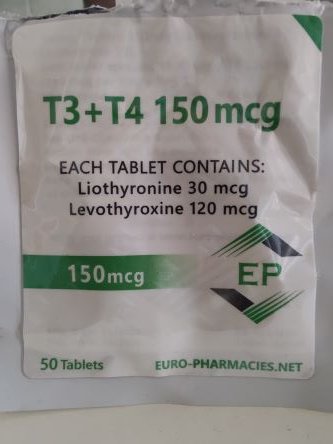 T3+T4 150 mcg
EACH TABLET CONTAINS:
Liothyronine 30 mcg
Levothyroxine 120 mcg
150mcg
EP
50 Tablets
EURO-PHARMACIES.NET